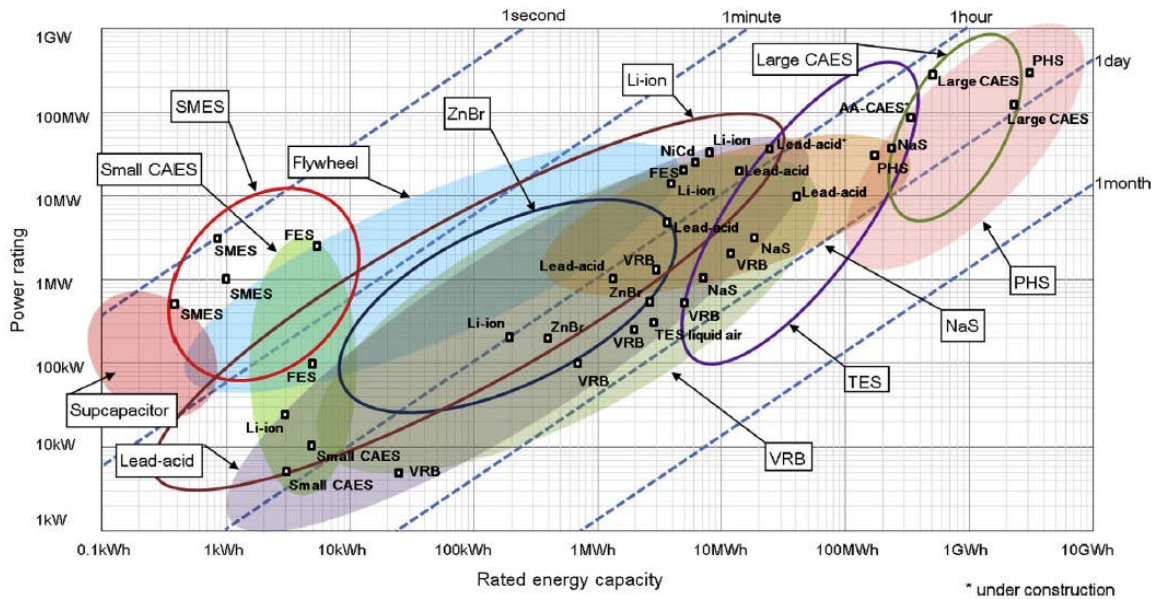 1second
1minute
1hour
1GW
Large CAES
PHS
1day
Li-ion
Large CAES
SMES
ZnBr
AA-CAES*
Large CAES
100MW
Flywheel
Li-ion
Lead-acid*
NaS
Small CAES
NiCd
PHS
FES
Lead-acid
Li-ion
Lead-acid
1month
10MW
FES
Lead-acid
SMES
NaS
VRB
VRB
Lead-acid
PHS
1MW
SMES
ZnBr
NaS
SMES
VRB
NaS
Li-ion
ZnBr
TES liquid air
VRB
100kW
FES
VRB
TES
Supcapacitor
Li-ion
10kW
Lead-acid
Small CAES
VRB
VRB
Small CAES
1kW
0.1kWh
1kWh
10kWh
100kWh
1MWh
10MWh
100MWh
1GWh
10GWh
Power rating
Rated energy capacity
* under construction